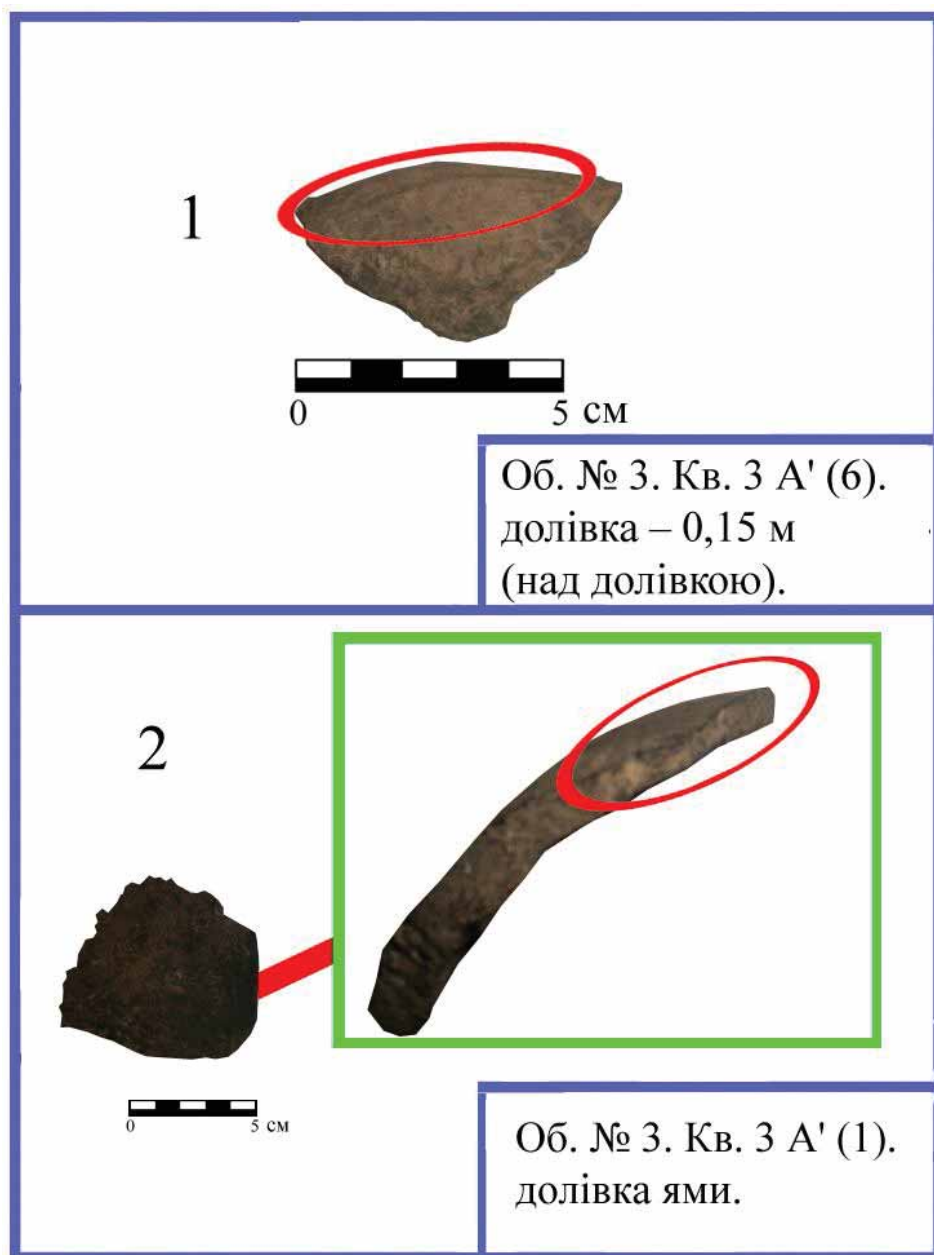 1
0 5 см
Об. № 3. Кв. 3 А' (6).
долівка – 0,15 м
(над долівкою).
2
0 5 см
Об. № 3. Кв. 3 А' (1).
долівка ями.